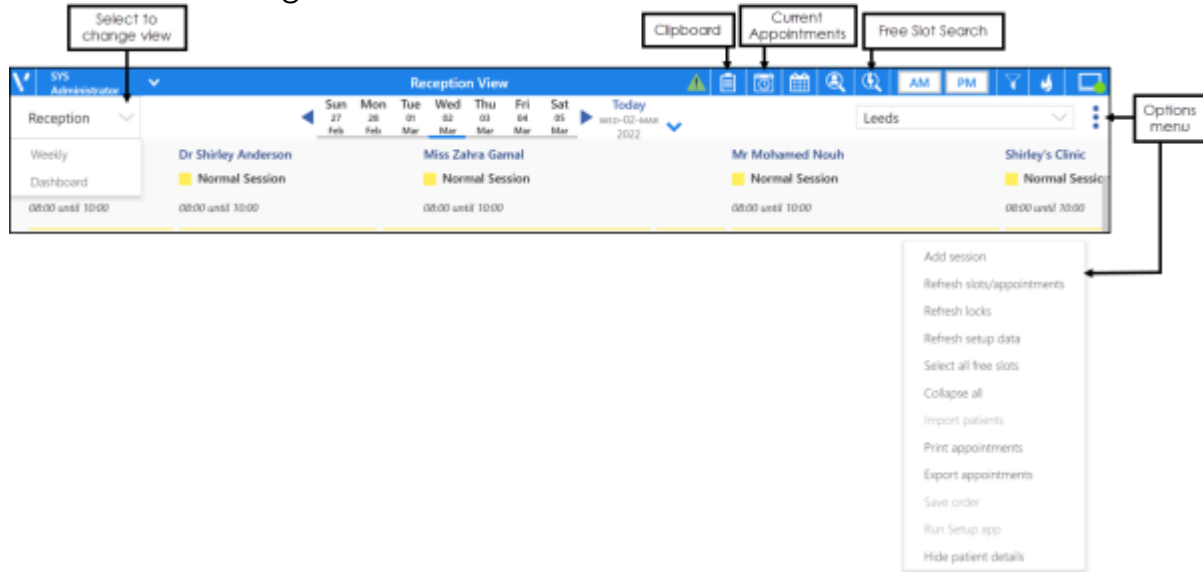 Select to
change view
Clipboard
Current
Appointments
Free Slot Search
SYS
Administrator
Reception View
AM PM
Reception
Sun Mon Tue Wed Thu Fri Sat
27 28 01 02 03 04 05
Feb Feb Mar Mar Mar Mar Mar
Today
WED-02-MAR
2022
Leeds
Options
menu
Weekly
Dashboard
Dr Shirley Anderson
Miss Zahra Gamal
Mr Mohamed Nouh
Shirley's Clinic
Normal Session
Normal Session
Normal Session
Normal Sessio
08:00 until 10:00
08:00 until 10:00
08:00 until 10:00
08:00 until 10:00
08:00 until 10:00
Add session
Refresh slots/appointments
Refresh locks
Refresh setup data
Select all free slots
Collapse all
Import patients
Print appointments
Export appointments
Save order
Run Setup app
Hide patient details